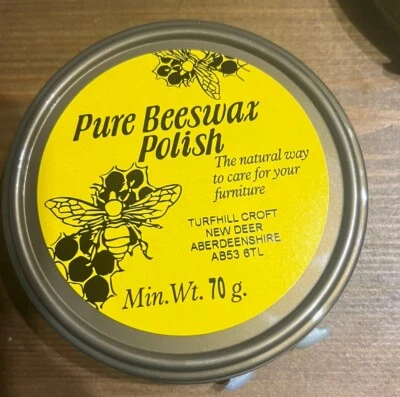 Pure Beeswax
Polish
The natural way
to care for your
furniture
TURFHILL CROFT
NEW DEER
ABERDEENSHIRE
AB53 6TL
Min. Wt. 70 g.